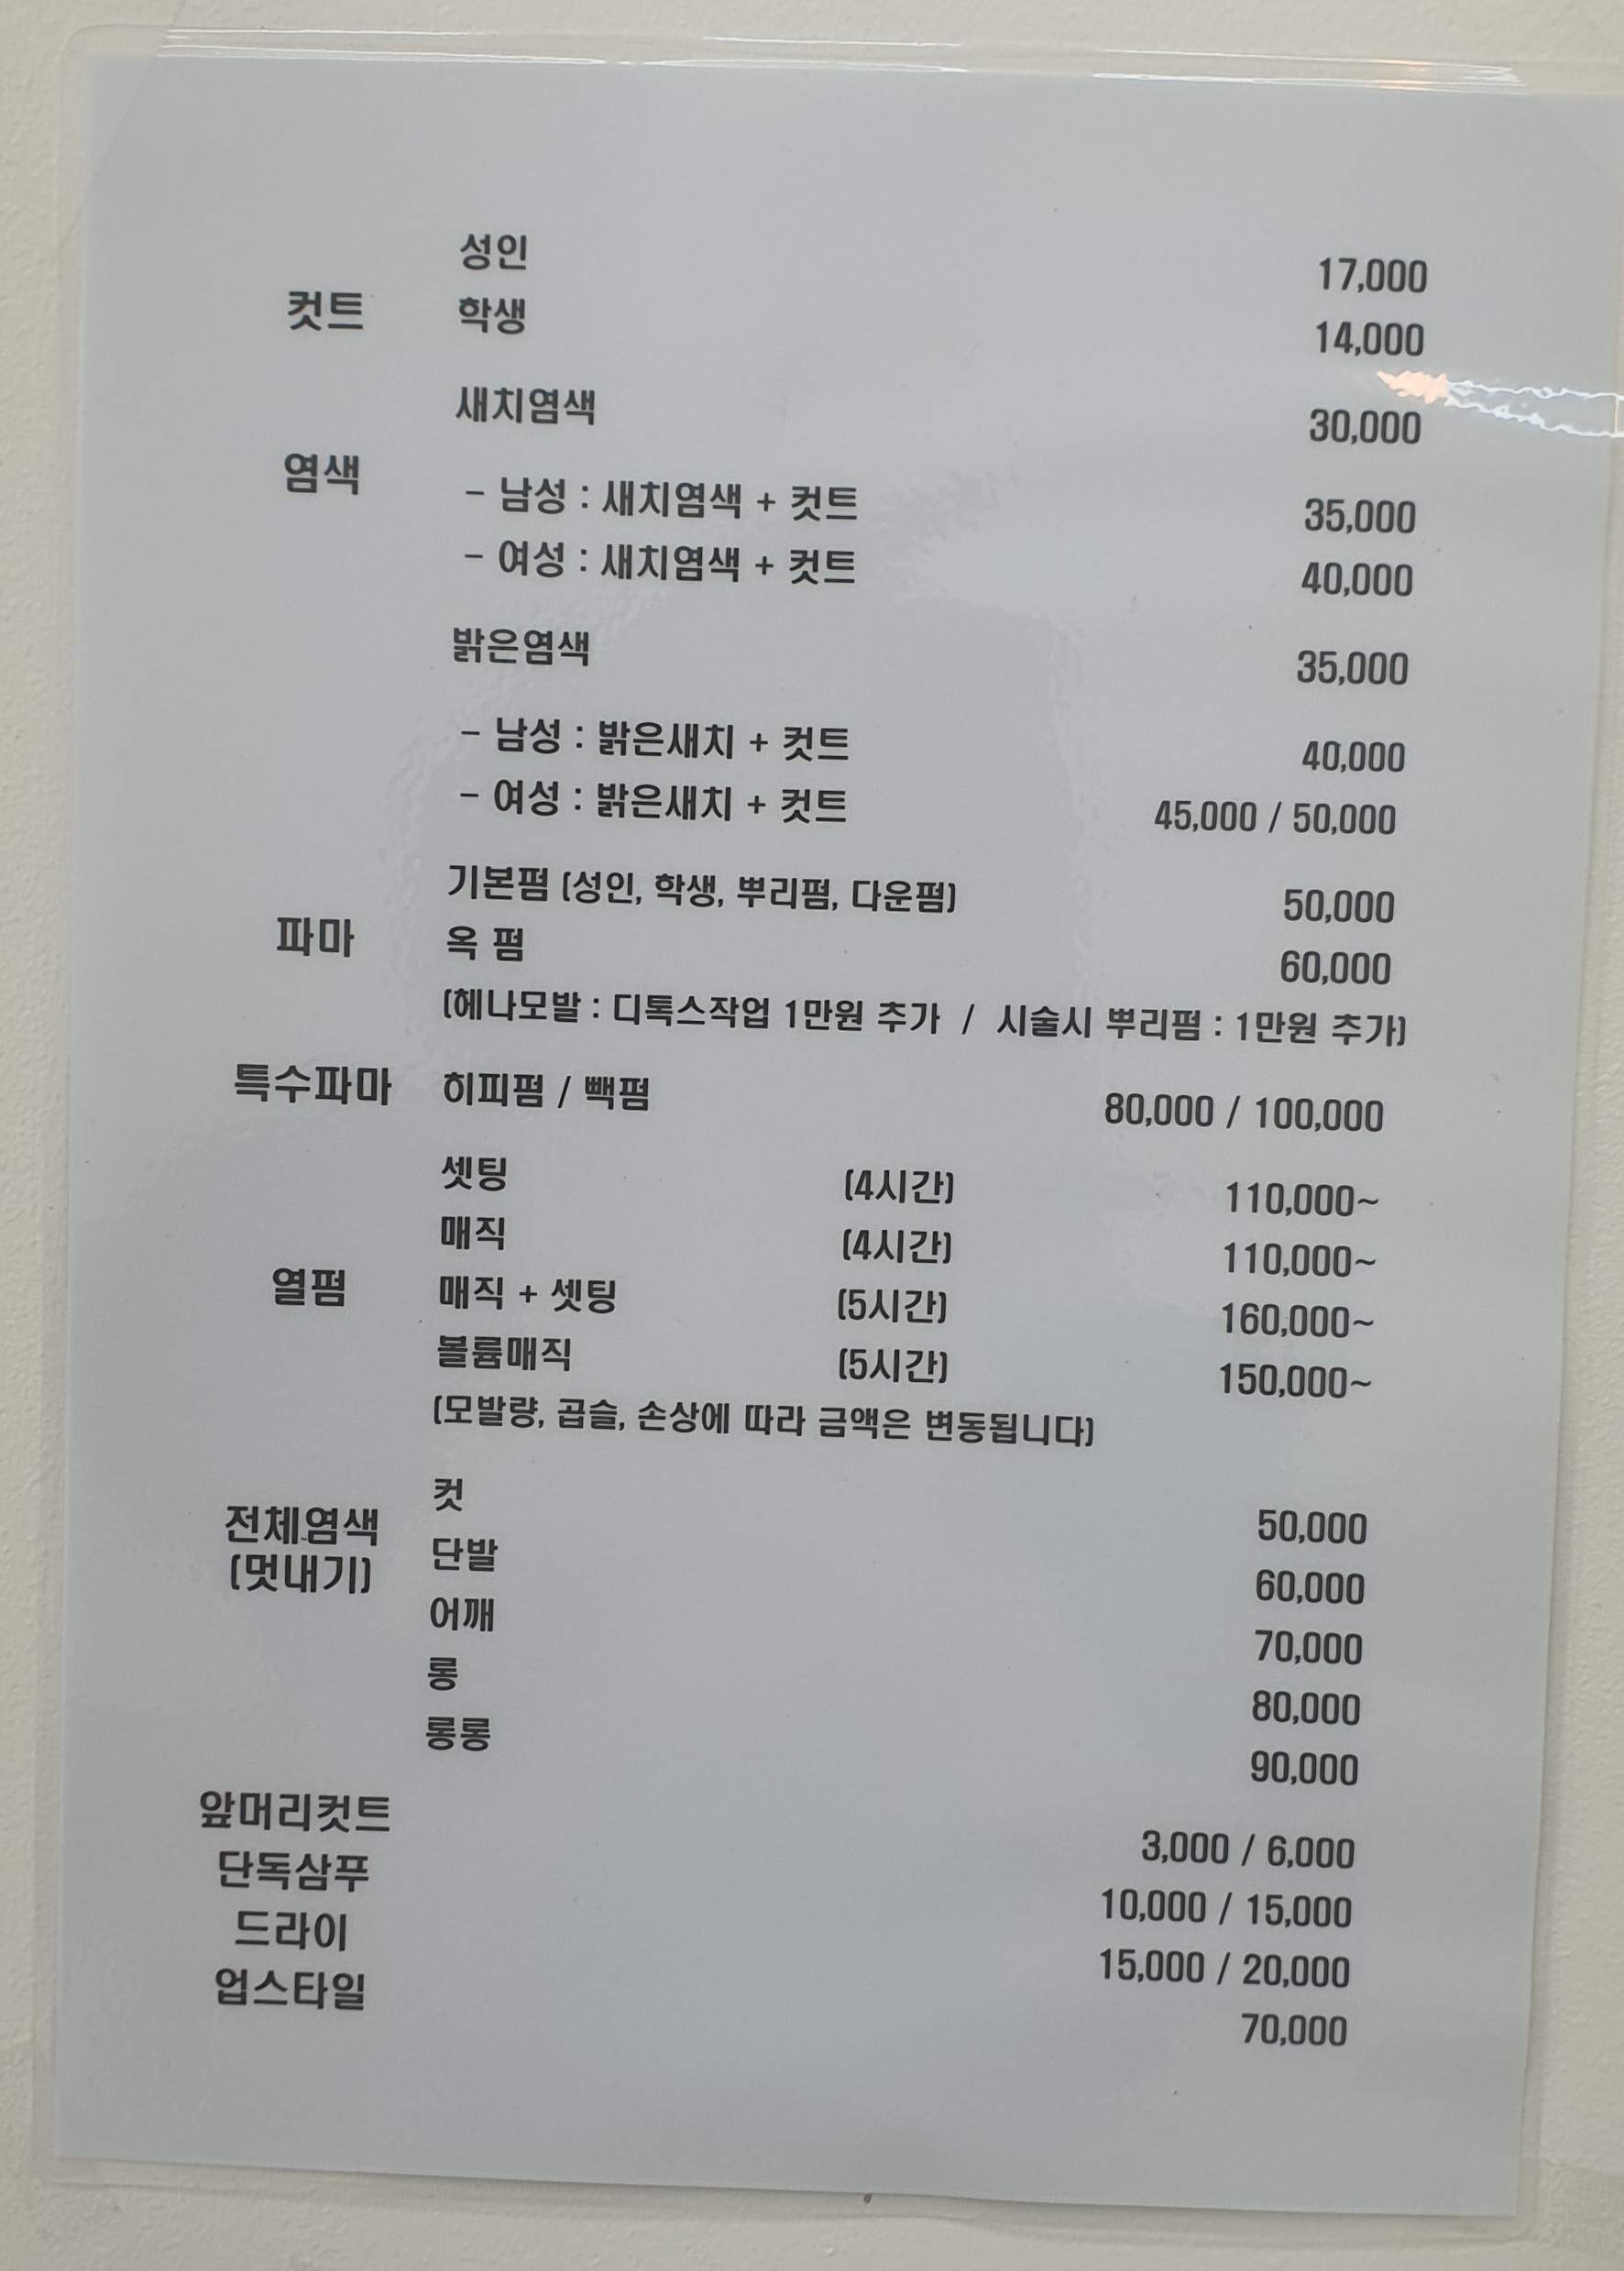 성인 17,000
컷트 학생 14,000
새치염색 30,000
염색
- 남성 : 새치염색 + 컷트 35,000
- 여성 : 새치염색 + 컷트 40,000
밝은염색 35,000
- 남성 : 밝은새치 + 컷트 40,000
- 여성 : 밝은새치 + 컷트 45,000 / 50,000
기본펌 (성인, 학생, 뿌리펌, 다운펌) 50,000
파마 옥 펌 60,000
(헤나모발 : 디톡스작업 1만원 추가 / 시술시 뿌리펌 : 1만원 추가)
특수파마 히피펌 / 빽펌 80,000 / 100,000
셋팅 (4시간) 110,000~
매직 (4시간) 110,000~
열펌 매직 + 셋팅 (5시간) 160,000~
볼륨매직 (5시간) 150,000~
(모발량, 곱슬, 손상에 따라 금액은 변동됩니다)
컷 50,000
전체염색
(멋내기)
단발 60,000
어깨 70,000
롱 80,000
롱롱 90,000
앞머리컷트 3,000 / 6,000
단독삼푸 10,000 / 15,000
드라이 15,000 / 20,000
업스타일 70,000